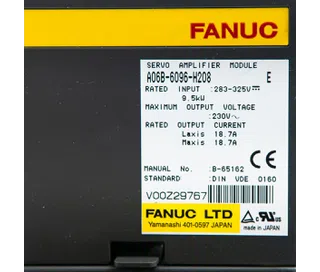 FANUC
SERVO AMPLIFIER MODULE
A06B-6096-H208 E
RATED INPUT :283-325V
9.5kW
MAXIMUM OUTPUT VOLTAGE
:230V~
RATED OUTPUT CURRENT
Laxis 18.7A
Maxis 18.7A
MANUAL No. :B-65162
STANDARD :DIN VDE 0160
CE
V00Z29767
FANUC LTD
Yamanashi 401-0597 JAPAN
made in JAPAN